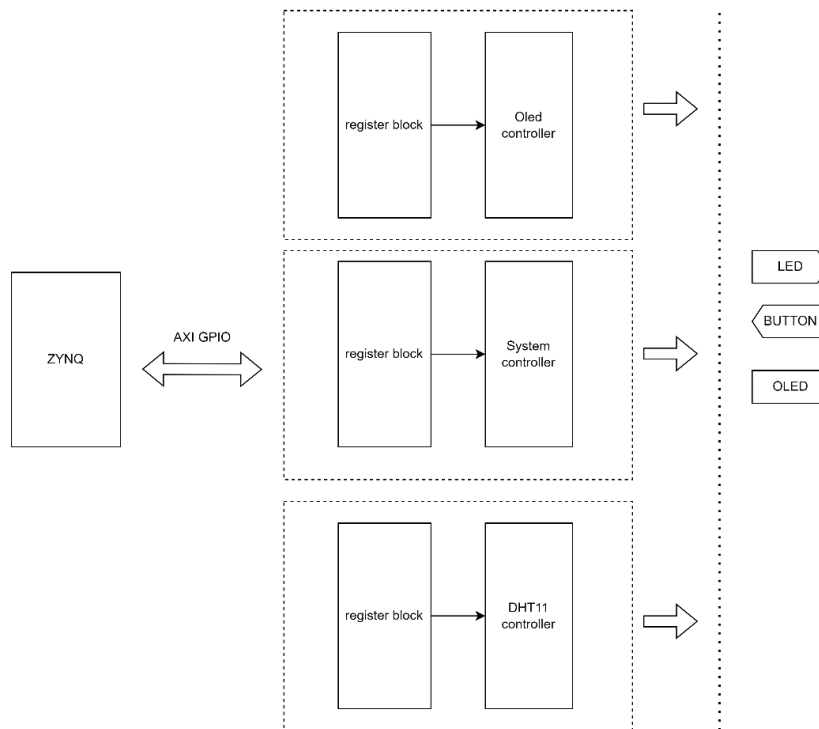 register block
Oled
controller
ZYNQ
AXI GPIO
register block
System
controller
LED
BUTTON
OLED
register block
DHT11
controller